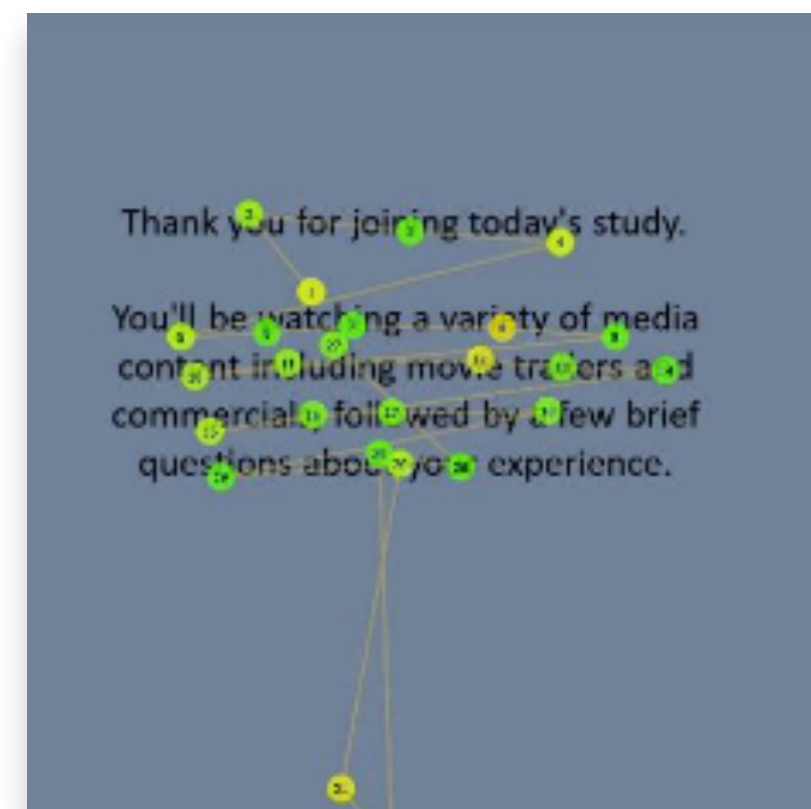 Thank you for joining today's study.
You'll be watching a variety of media
content including movie trailers and
commercials, followed by a few brief
questions about your experience.